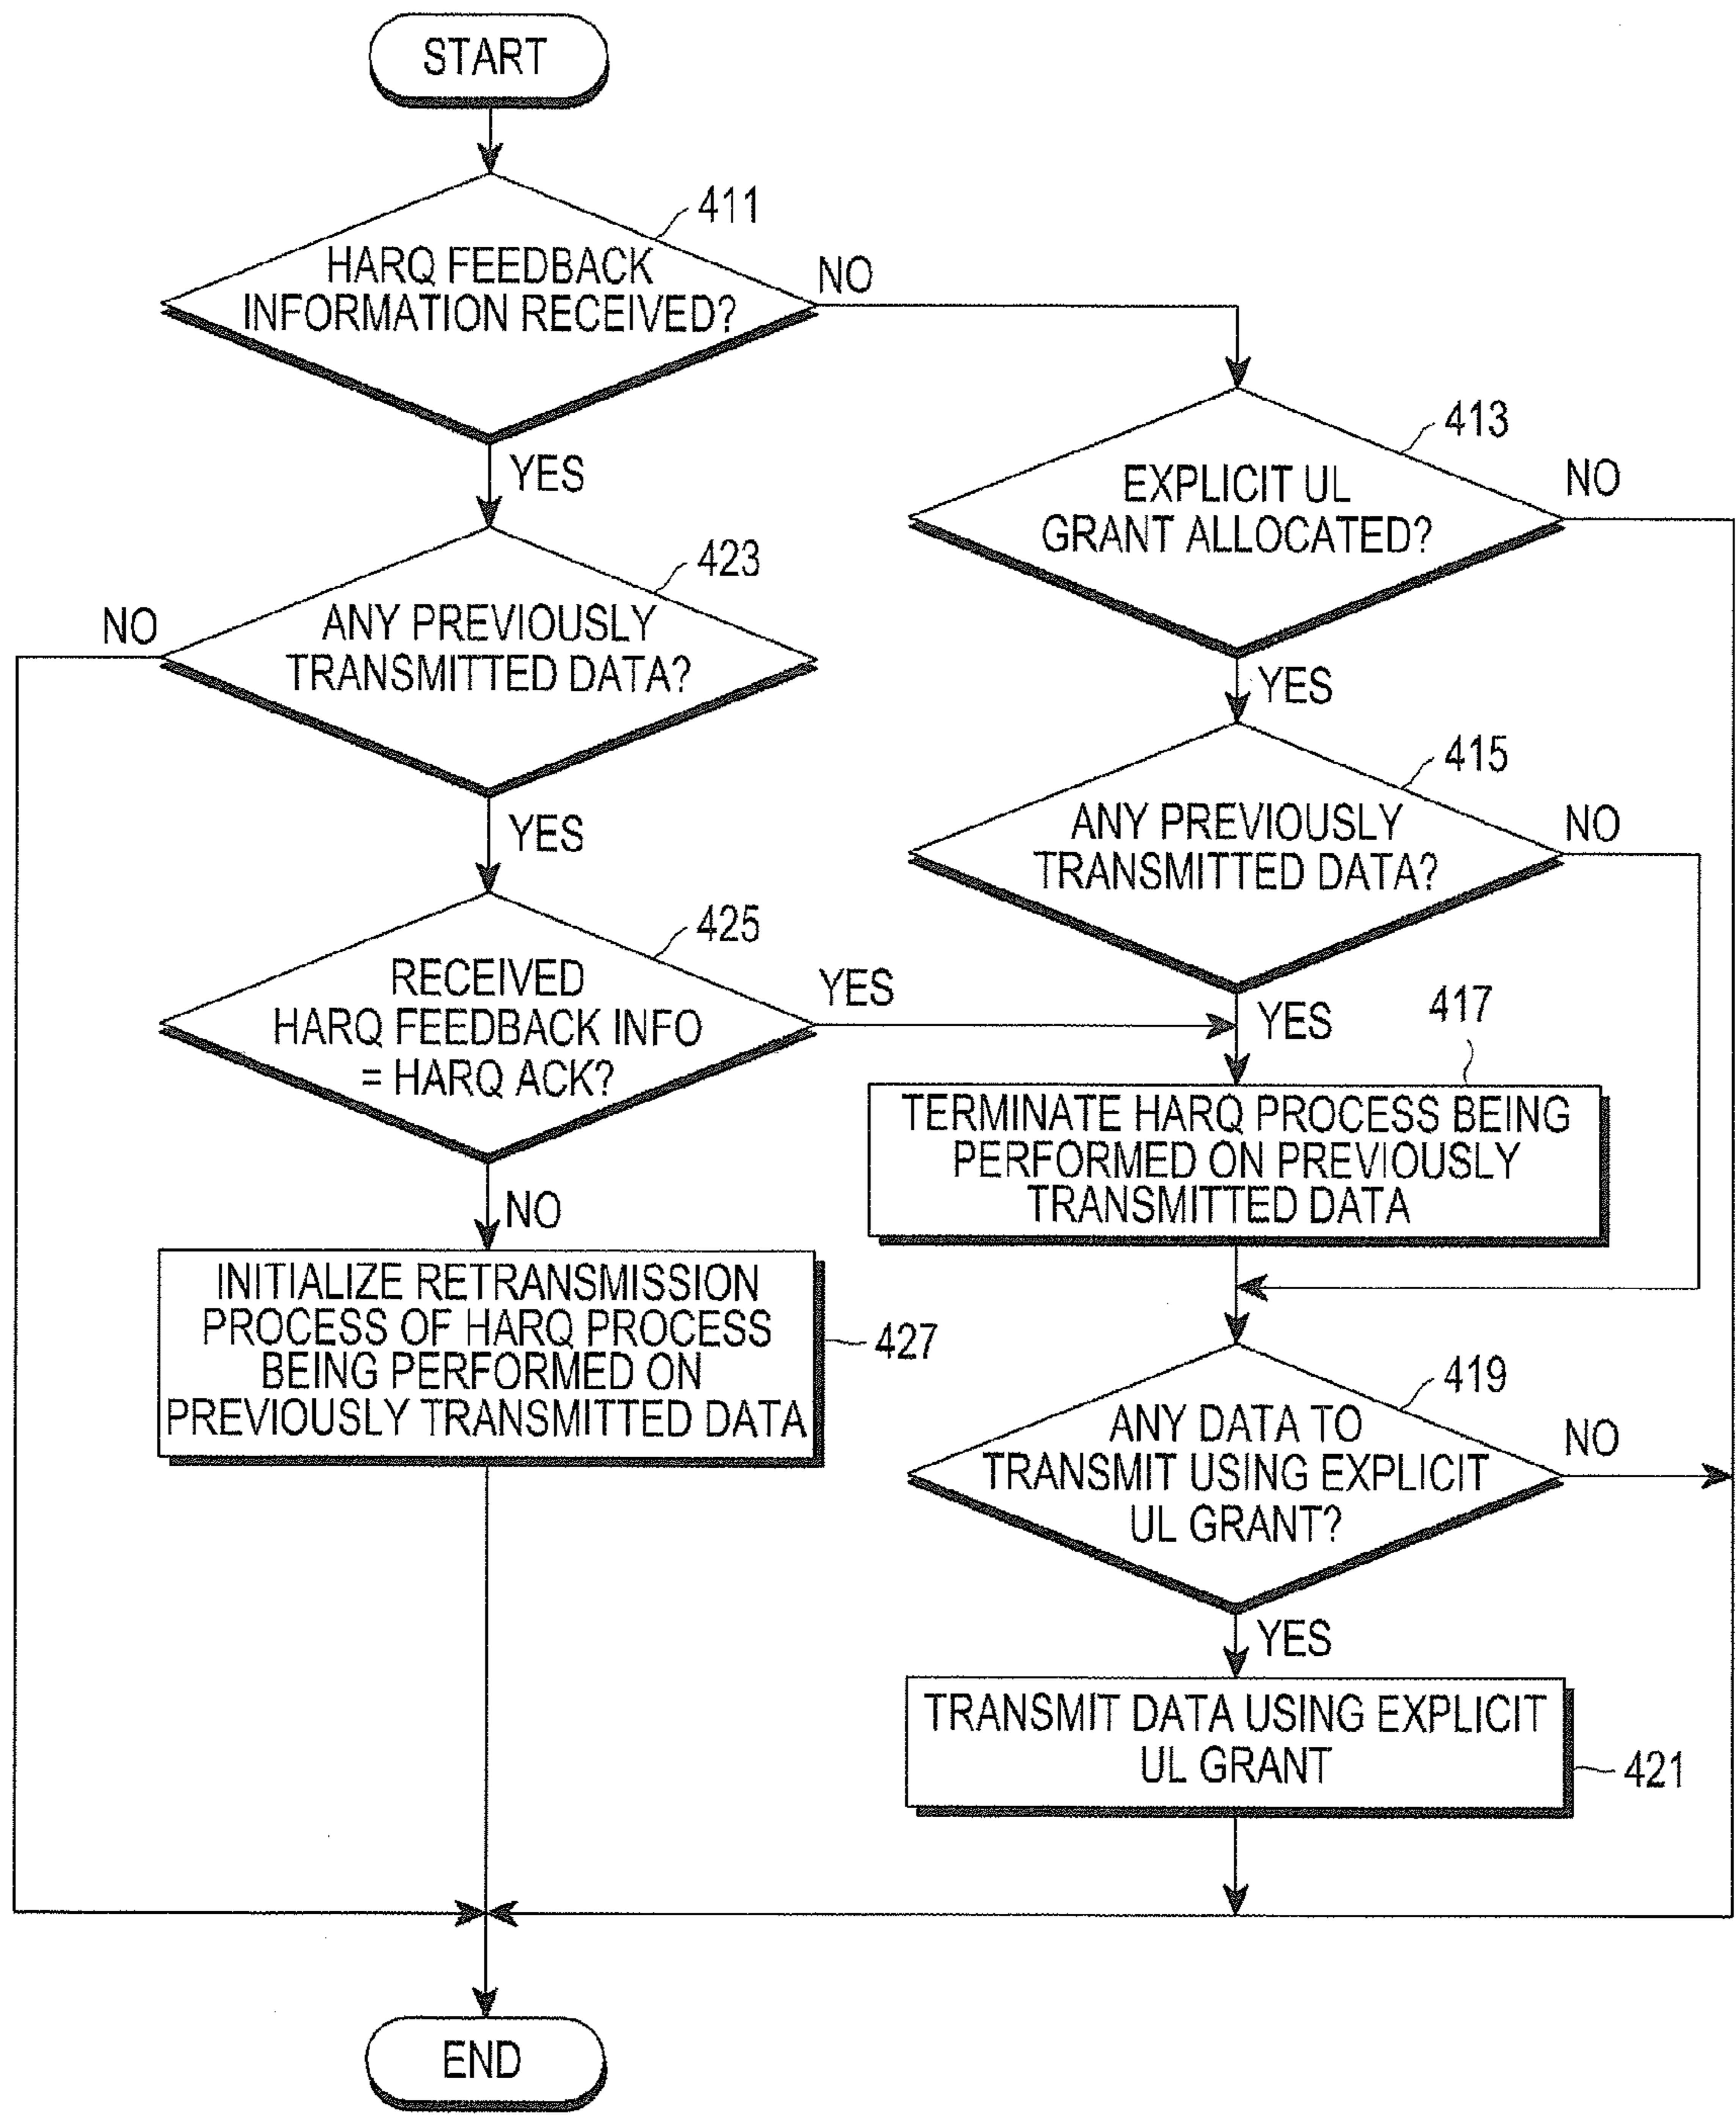 START
411
HARQ FEEDBACK
INFORMATION RECEIVED?
NO
YES
413
EXPLICIT UL
GRANT ALLOCATED?
NO
YES
423
ANY PREVIOUSLY
TRANSMITTED DATA?
NO
YES
415
ANY PREVIOUSLY
TRANSMITTED DATA?
NO
YES
425
RECEIVED
HARQ FEEDBACK INFO
= HARQ ACK?
YES
NO
417
TERMINATE HARQ PROCESS BEING
PERFORMED ON PREVIOUSLY
TRANSMITTED DATA
INITIALIZE RETRANSMISSION
PROCESS OF HARQ PROCESS
BEING PERFORMED ON
PREVIOUSLY TRANSMITTED DATA
427
419
ANY DATA TO
TRANSMIT USING EXPLICIT
UL GRANT?
NO
YES
TRANSMIT DATA USING EXPLICIT
UL GRANT
421
END